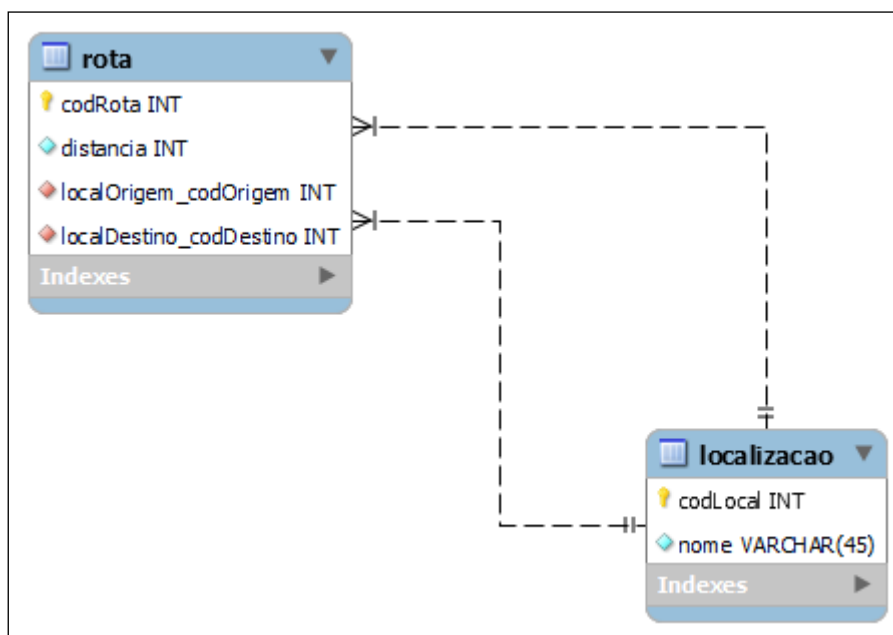 rota
codRota INT
distancia INT
localOrigem_codOrigem INT
localDestino_codDestino INT
Indexes
localizacao
codLocal INT
nome VARCHAR(45)
Indexes